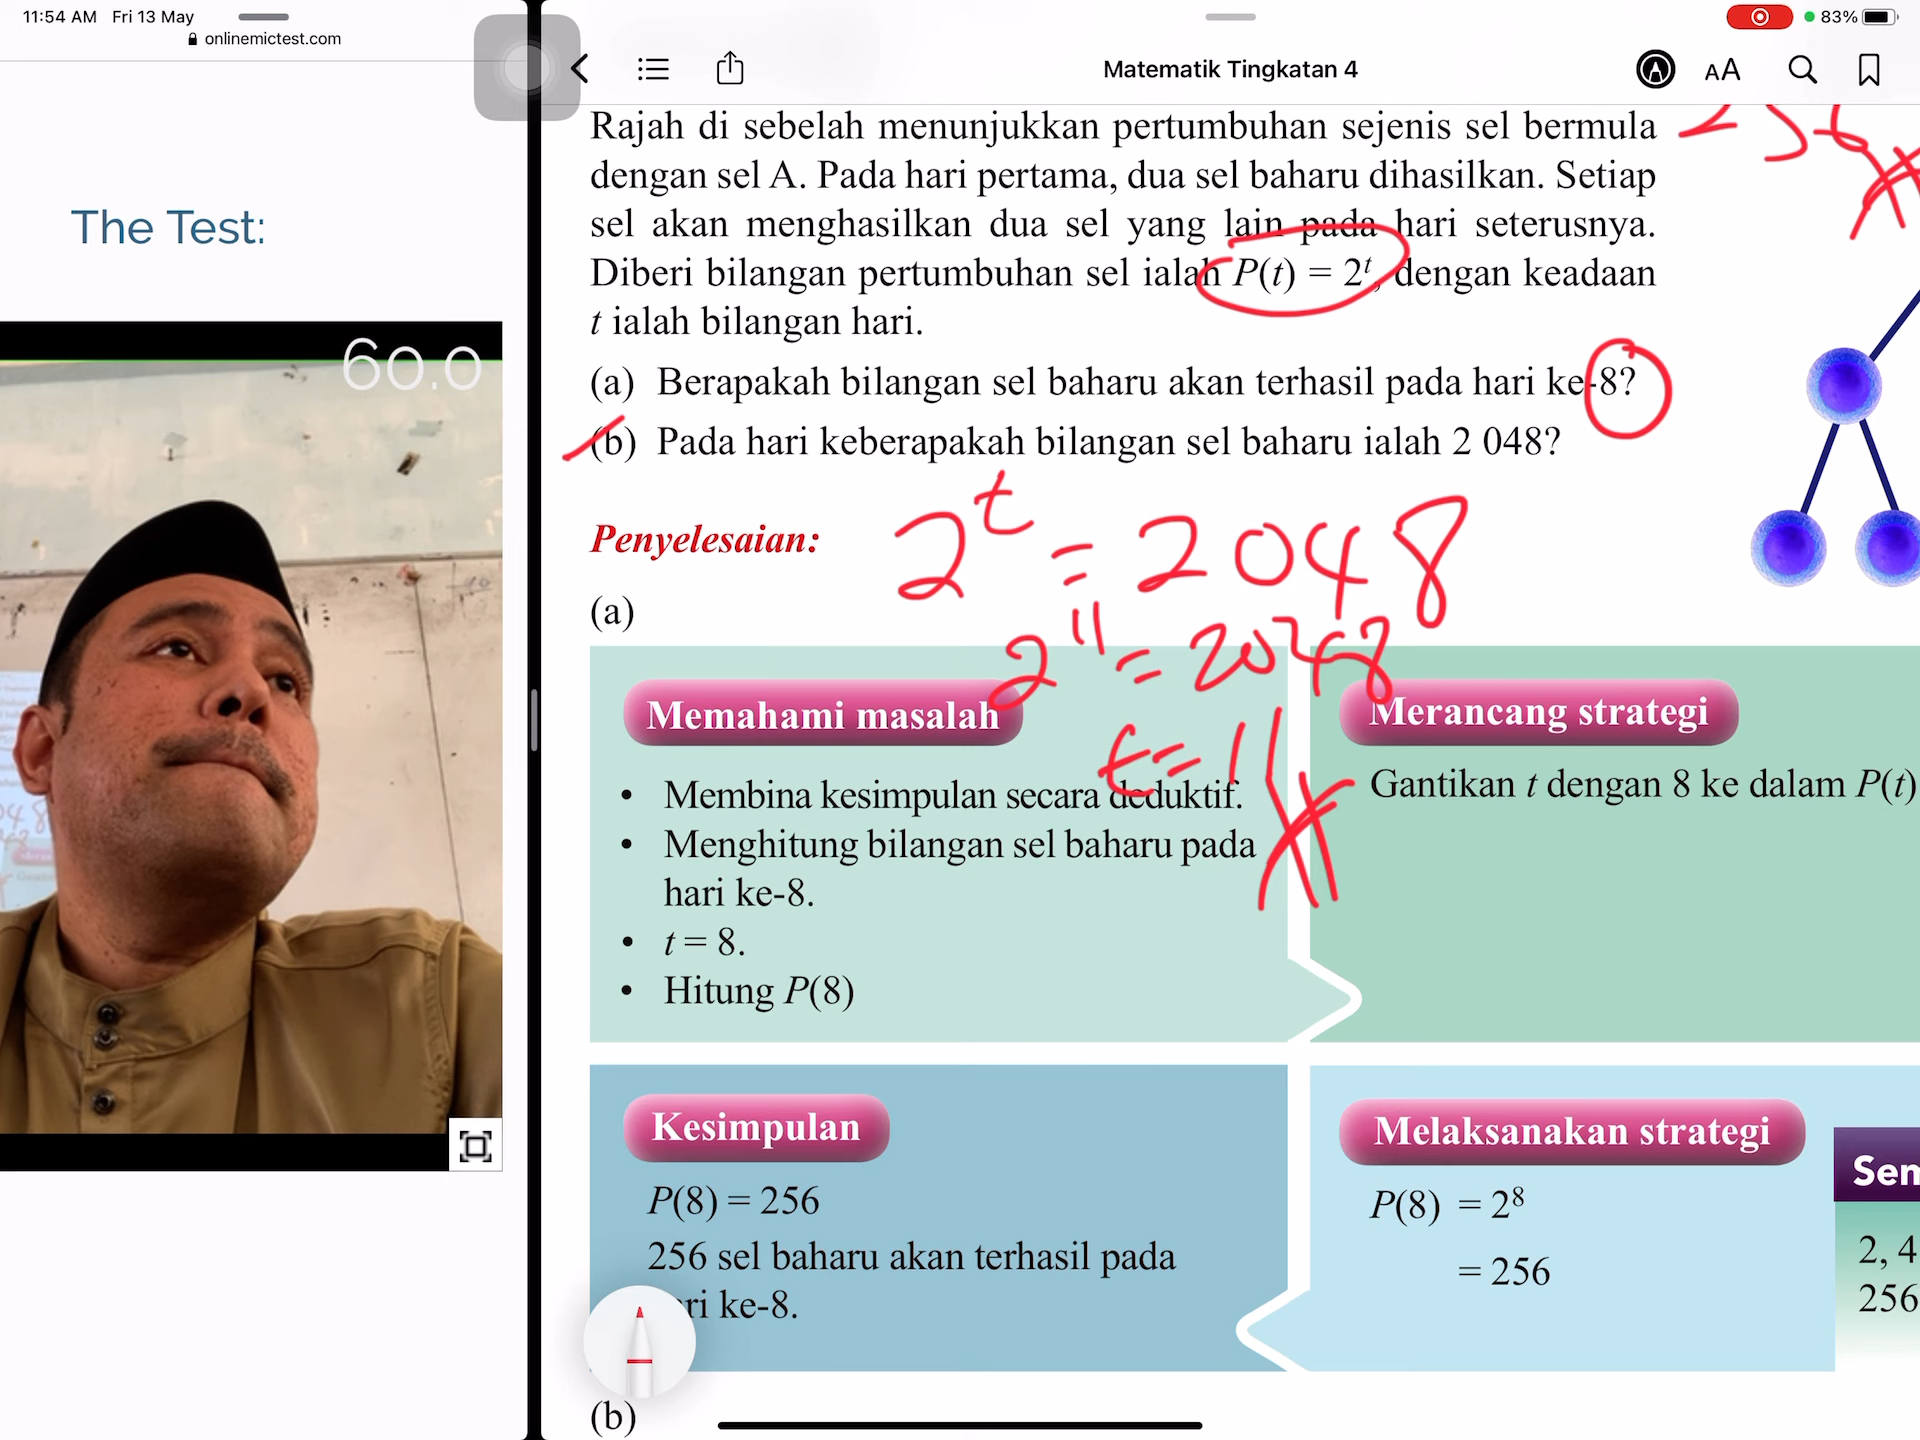 11:54 AM Fri 13 May
onlinemictest.com
83%
Matematik Tingkatan 4
AA
The Test:
60.0
256
Rajah di sebelah menunjukkan pertumbuhan sejenis sel bermula
dengan sel A. Pada hari pertama, dua sel baharu dihasilkan. Setiap
sel akan menghasilkan dua sel yang lain pada hari seterusnya.
Diberi bilangan pertumbuhan sel ialah P(t) = 2ᵗ, dengan keadaan
t ialah bilangan hari.
(a) Berapakah bilangan sel baharu akan terhasil pada hari ke-8?
(b) Pada hari keberapakah bilangan sel baharu ialah 2 048?
Penyelesaian:
2ᵗ = 2048
(a)
2¹¹ = 2048
t = 11
Memahami masalah
• Membina kesimpulan secara deduktif.
• Menghitung bilangan sel baharu pada
hari ke-8.
• t = 8.
• Hitung P(8)
Merancang strategi
Gantikan t dengan 8 ke dalam P(t)
Kesimpulan
P(8) = 256
256 sel baharu akan terhasil pada
ri ke-8.
Melaksanakan strategi
P(8) = 2⁸
= 256
Sem
2, 4
256
(b)